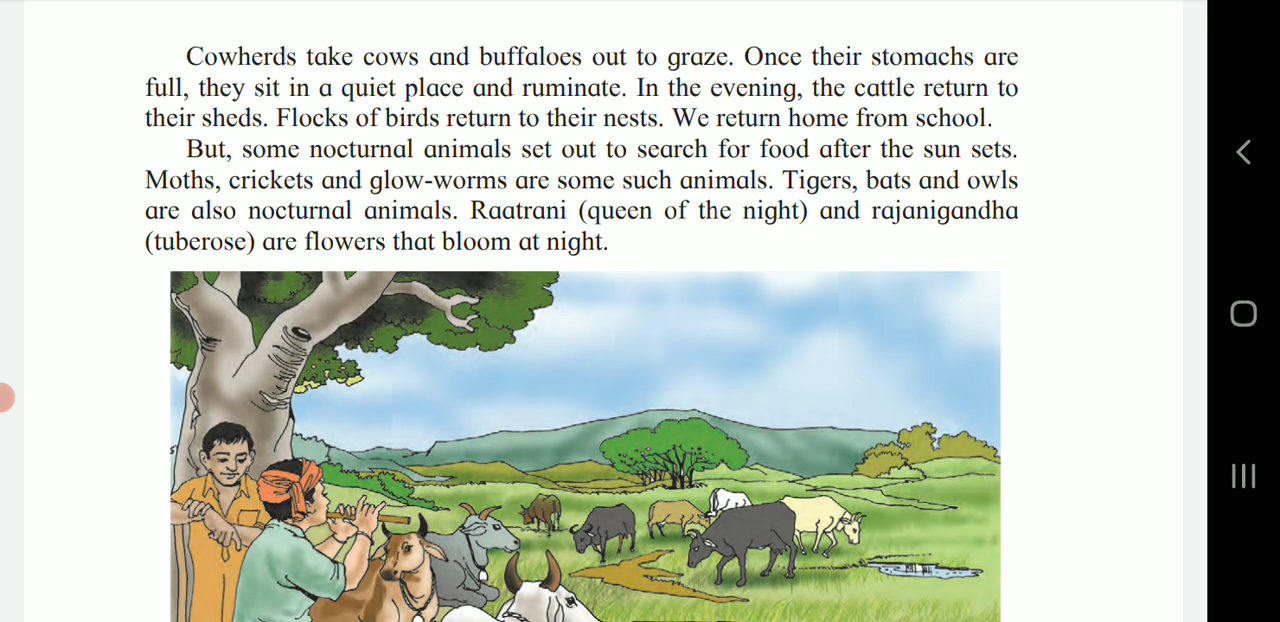 Cowherds take cows and buffaloes out to graze. Once their stomachs are
full, they sit in a quiet place and ruminate. In the evening, the cattle return to
their sheds. Flocks of birds return to their nests. We return home from school.
But, some nocturnal animals set out to search for food after the sun sets.
Moths, crickets and glow-worms are some such animals. Tigers, bats and owls
are also nocturnal animals. Raatrani (queen of the night) and rajanigandha
(tuberose) are flowers that bloom at night.